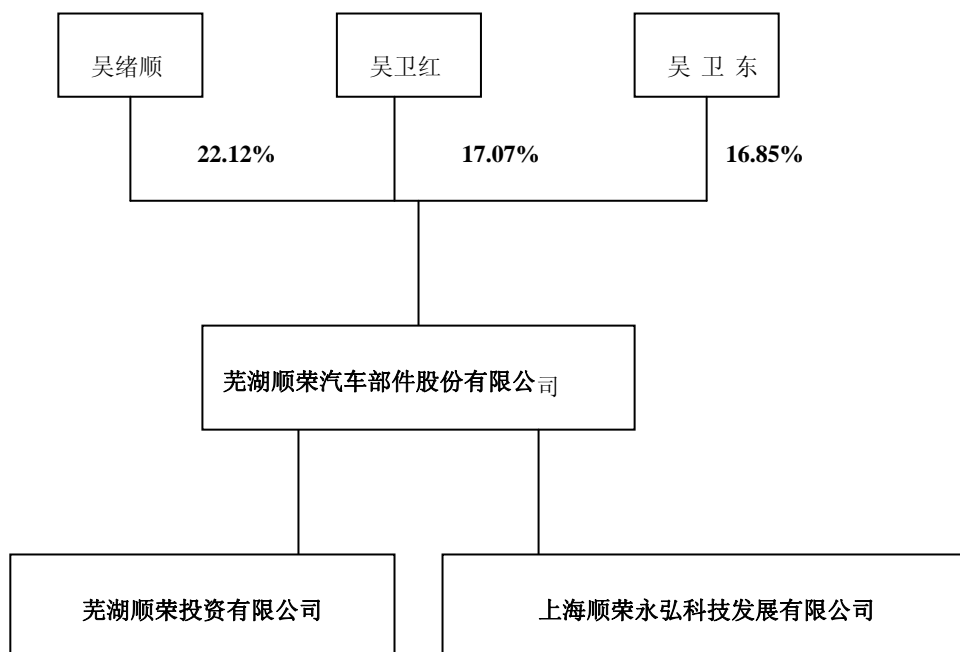 吴绪顺
吴卫红
吴 卫 东
22.12%
17.07%
16.85%
芜湖顺荣汽车部件股份有限公司
芜湖顺荣投资有限公司
上海顺荣永弘科技发展有限公司